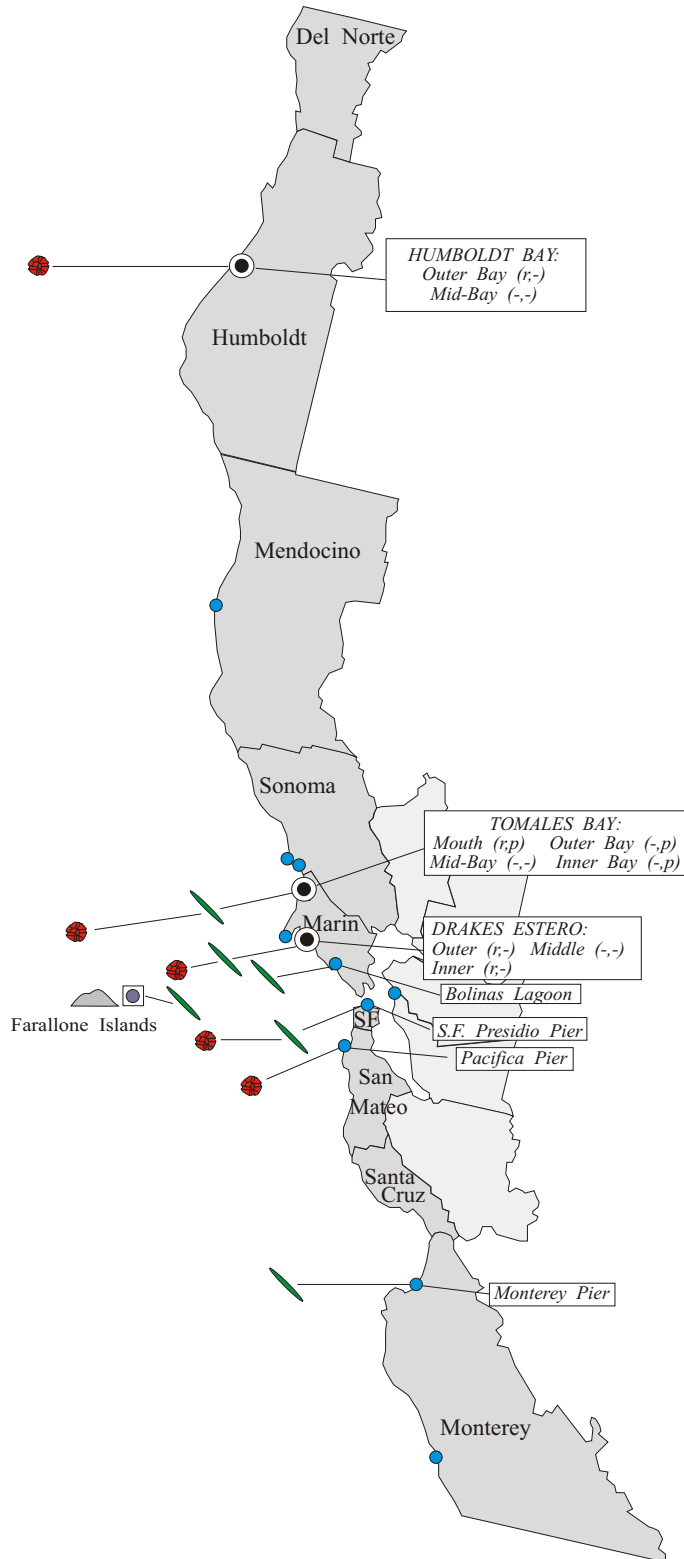 Del Norte
HUMBOLDT BAY:
Outer Bay (r,-)
Mid-Bay (-,-)
Humboldt
Mendocino
Sonoma
TOMALES BAY:
Mouth (r,p) Outer Bay (-,p)
Mid-Bay (-,-) Inner Bay (-,p)
Marin
DRAKES ESTERO:
Outer (r,-) Middle (-,-)
Inner (r,-)
Bolinas Lagoon
Farallone Islands
SF
S.F. Presidio Pier
Pacifica Pier
San
Mateo
Santa
Cruz
Monterey Pier
Monterey